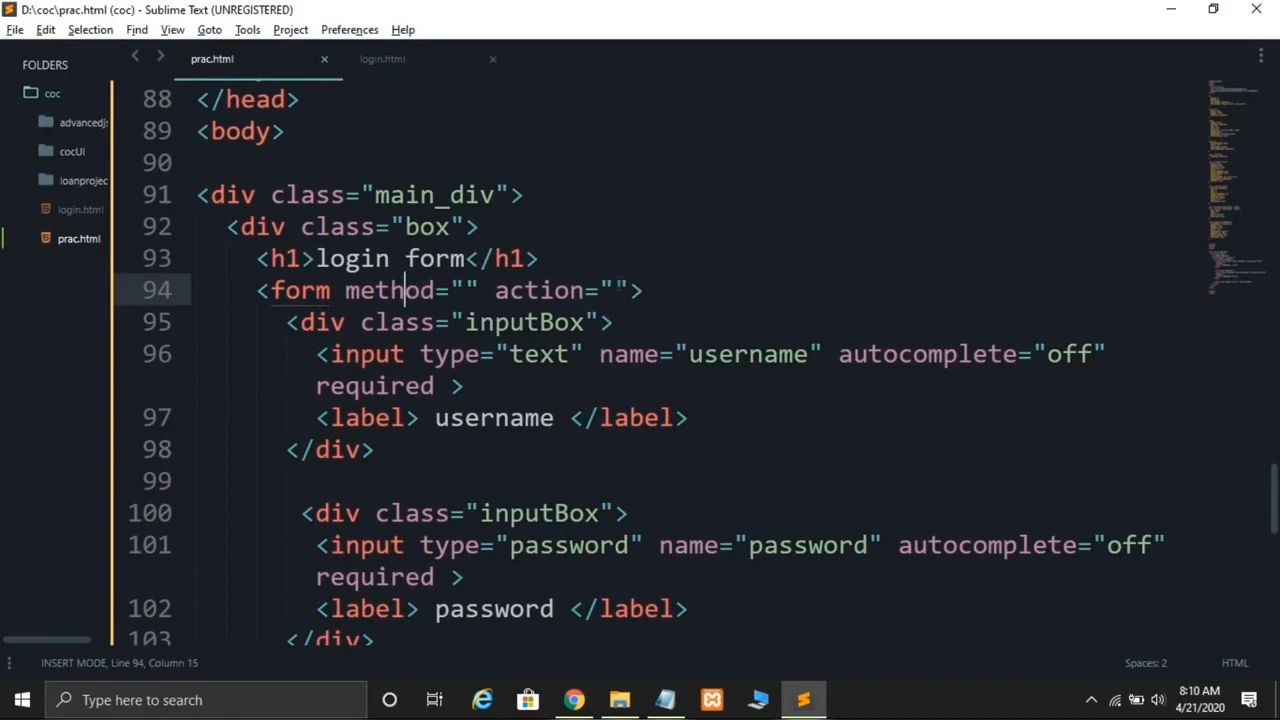 D:\coc\prac.html (coc) - Sublime Text (UNREGISTERED)
File Edit Selection Find View Goto Tools Project Preferences Help
FOLDERS
coc
advancedjs
cocUI
loanprojec
login.html
prac.html
prac.html login.html
88 </head>
89 <body>
90
91 <div class="main_div">
92 <div class="box">
93 <h1>login form</h1>
94 <form method="" action="">
95 <div class="inputBox">
96 <input type="text" name="username" autocomplete="off"
required >
97 <label> username </label>
98 </div>
99
100 <div class="inputBox">
101 <input type="password" name="password" autocomplete="off"
required >
102 <label> password </label>
103 </div>
INSERT MODE, Line 94, Column 15 Spaces: 2 HTML
Type here to search
8:10 AM
4/21/2020